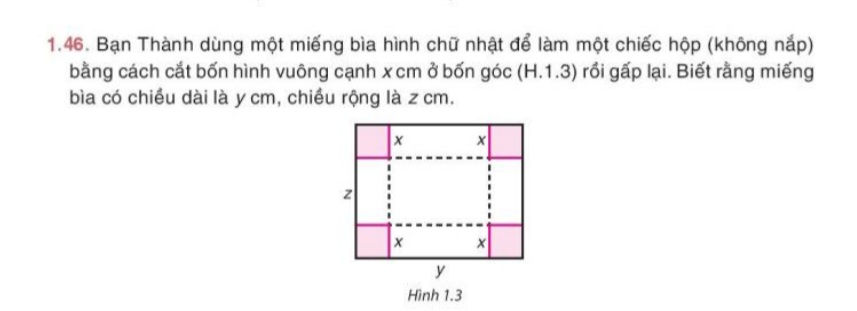 1.46. Bạn Thành dùng một miếng bìa hình chữ nhật để làm một chiếc hộp (không nắp)
bằng cách cắt bốn hình vuông cạnh x cm ở bốn góc (H.1.3) rồi gấp lại. Biết rằng miếng
bìa có chiều dài là y cm, chiều rộng là z cm.
x x
z
x x
y
Hình 1.3